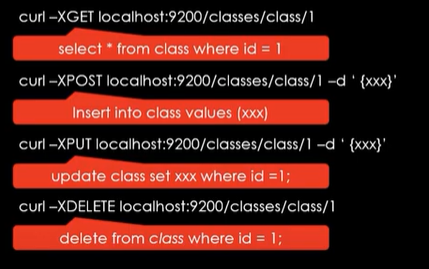 curl –XGET localhost:9200/classes/class/1
select * from class where id = 1
curl –XPOST localhost:9200/classes/class/1 –d ' {xxx}'
Insert into class values (xxx)
curl –XPUT localhost:9200/classes/class/1 –d ' {xxx}'
update class set xxx where id =1;
curl –XDELETE localhost:9200/classes/class/1
delete from class where id = 1;